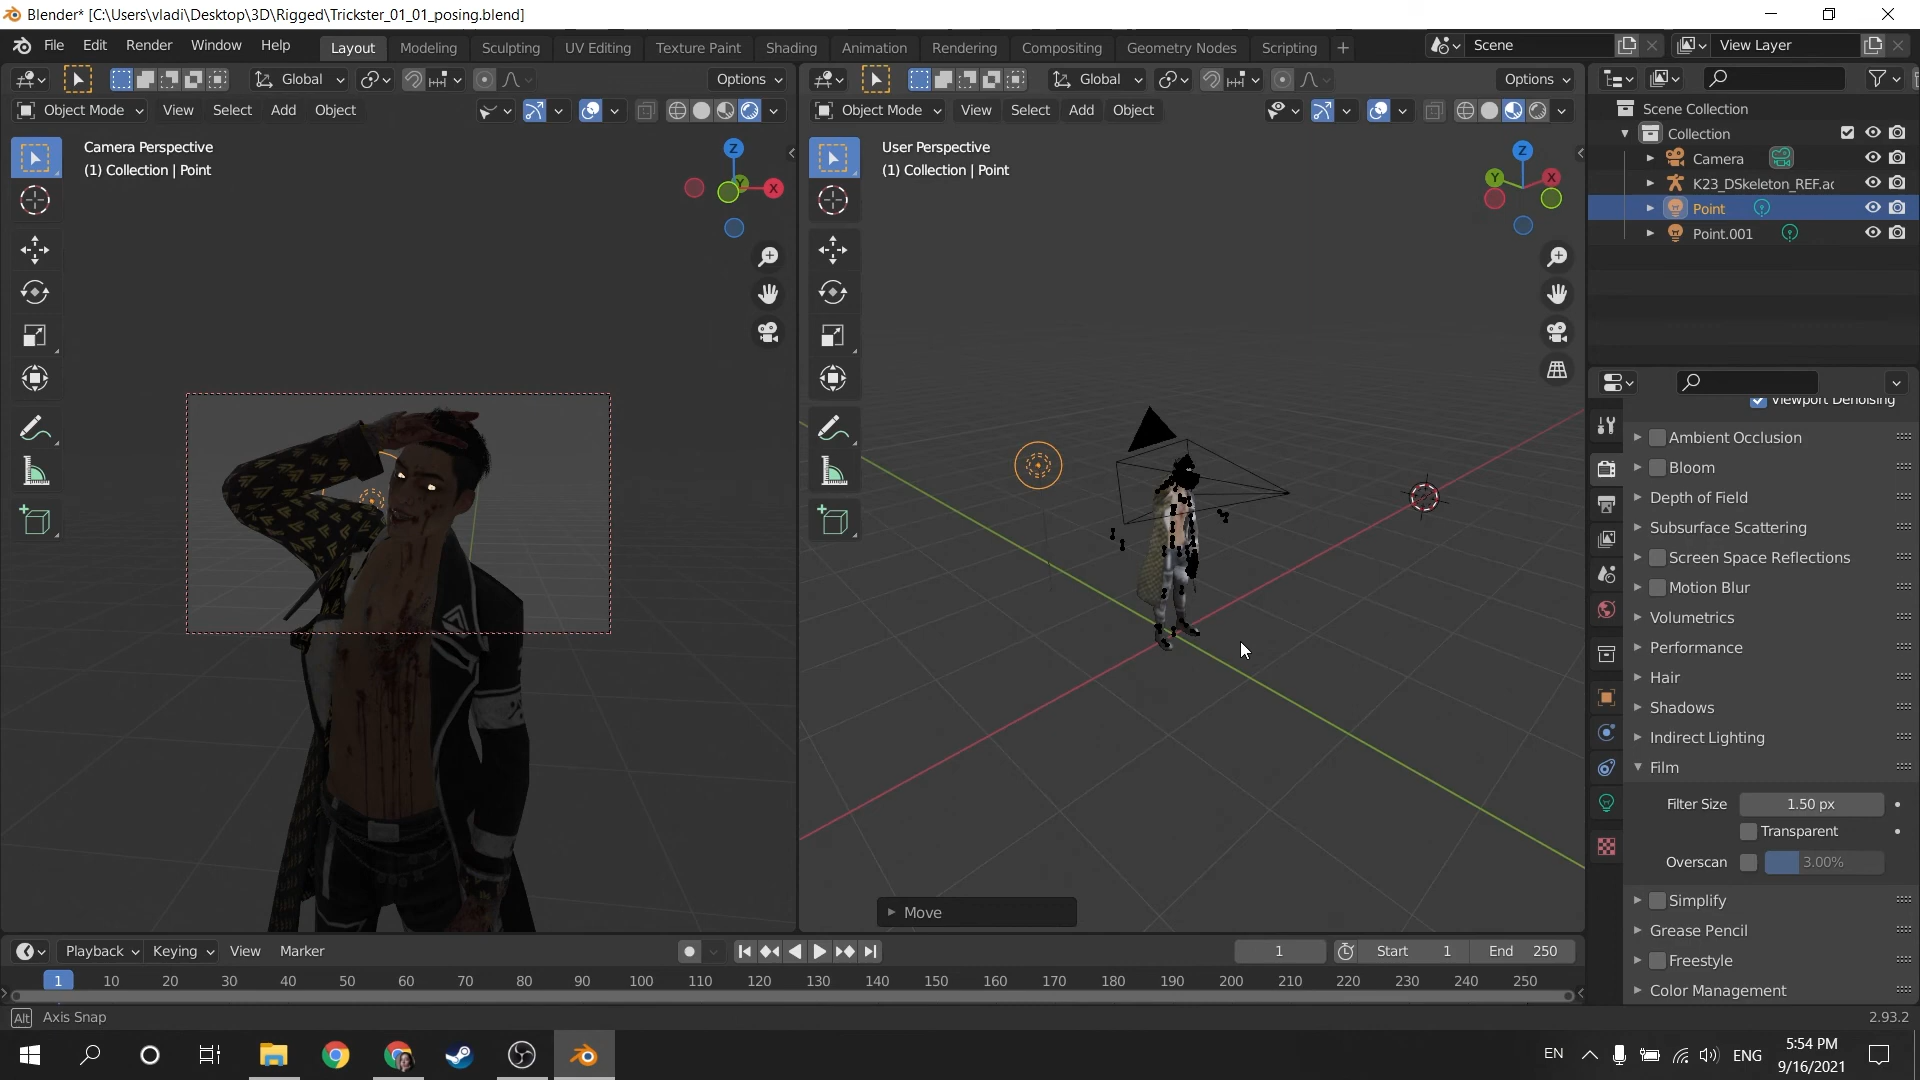 Blender* [C:\Users\vladi\Desktop\3D\Rigged\Trickster_01_01_posing.blend]
File Edit Render Window Help Layout Modeling Sculpting UV Editing Texture Paint Shading Animation Rendering Compositing Geometry Nodes Scripting + Scene View Layer
Global Options Global Options
Object Mode View Select Add Object Object Mode View Select Add Object
Scene Collection
Collection
Camera
K23_DSkeleton_REF.ac
Point
Point.001
Camera Perspective
(1) Collection | Point
Z
Y
X
User Perspective
(1) Collection | Point
Z
Y
X
Viewport Denoising
Ambient Occlusion
Bloom
Depth of Field
Subsurface Scattering
Screen Space Reflections
Motion Blur
Volumetrics
Performance
Hair
Shadows
Indirect Lighting
Film
Filter Size 1.50 px
Transparent
Overscan 3.00%
Simplify
Grease Pencil
Freestyle
Color Management
Move
Playback Keying View Marker 1 Start 1 End 250
1 10 20 30 40 50 60 70 80 90 100 110 120 130 140 150 160 170 180 190 200 210 220 230 240 250
Alt Axis Snap 2.93.2
EN ENG 5:54 PM
9/16/2021